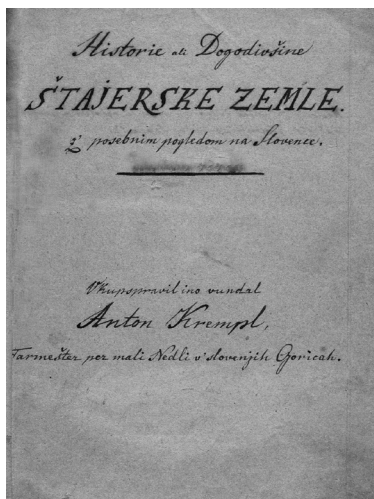 Historie ali Dogodivšine
ŠTAJERSKE ZEMLE.
z' posebnim pogledom na Slovence.
Vkupspravil ino vundal
Anton Krempl,
Farmešter per mali Nedli v' slovenjih Goricah.